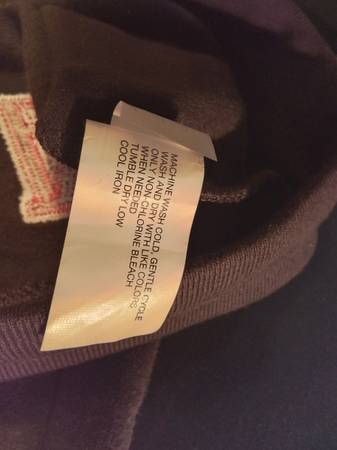 MACHINE WASH COLD, GENTLE CYCLE
WASH AND DRY WITH LIKE COLORS
ONLY NON-CHLORINE BLEACH
WHEN NEEDED
TUMBLE DRY LOW
COOL IRON